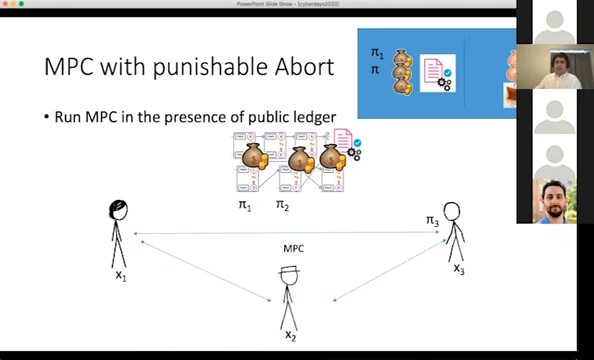 PowerPoint Slide Show - [cyberdays2020]
MPC with punishable Abort
π₁
π
• Run MPC in the presence of public ledger
π₁ π₂
π₃
MPC
x₁
x₃
x₂